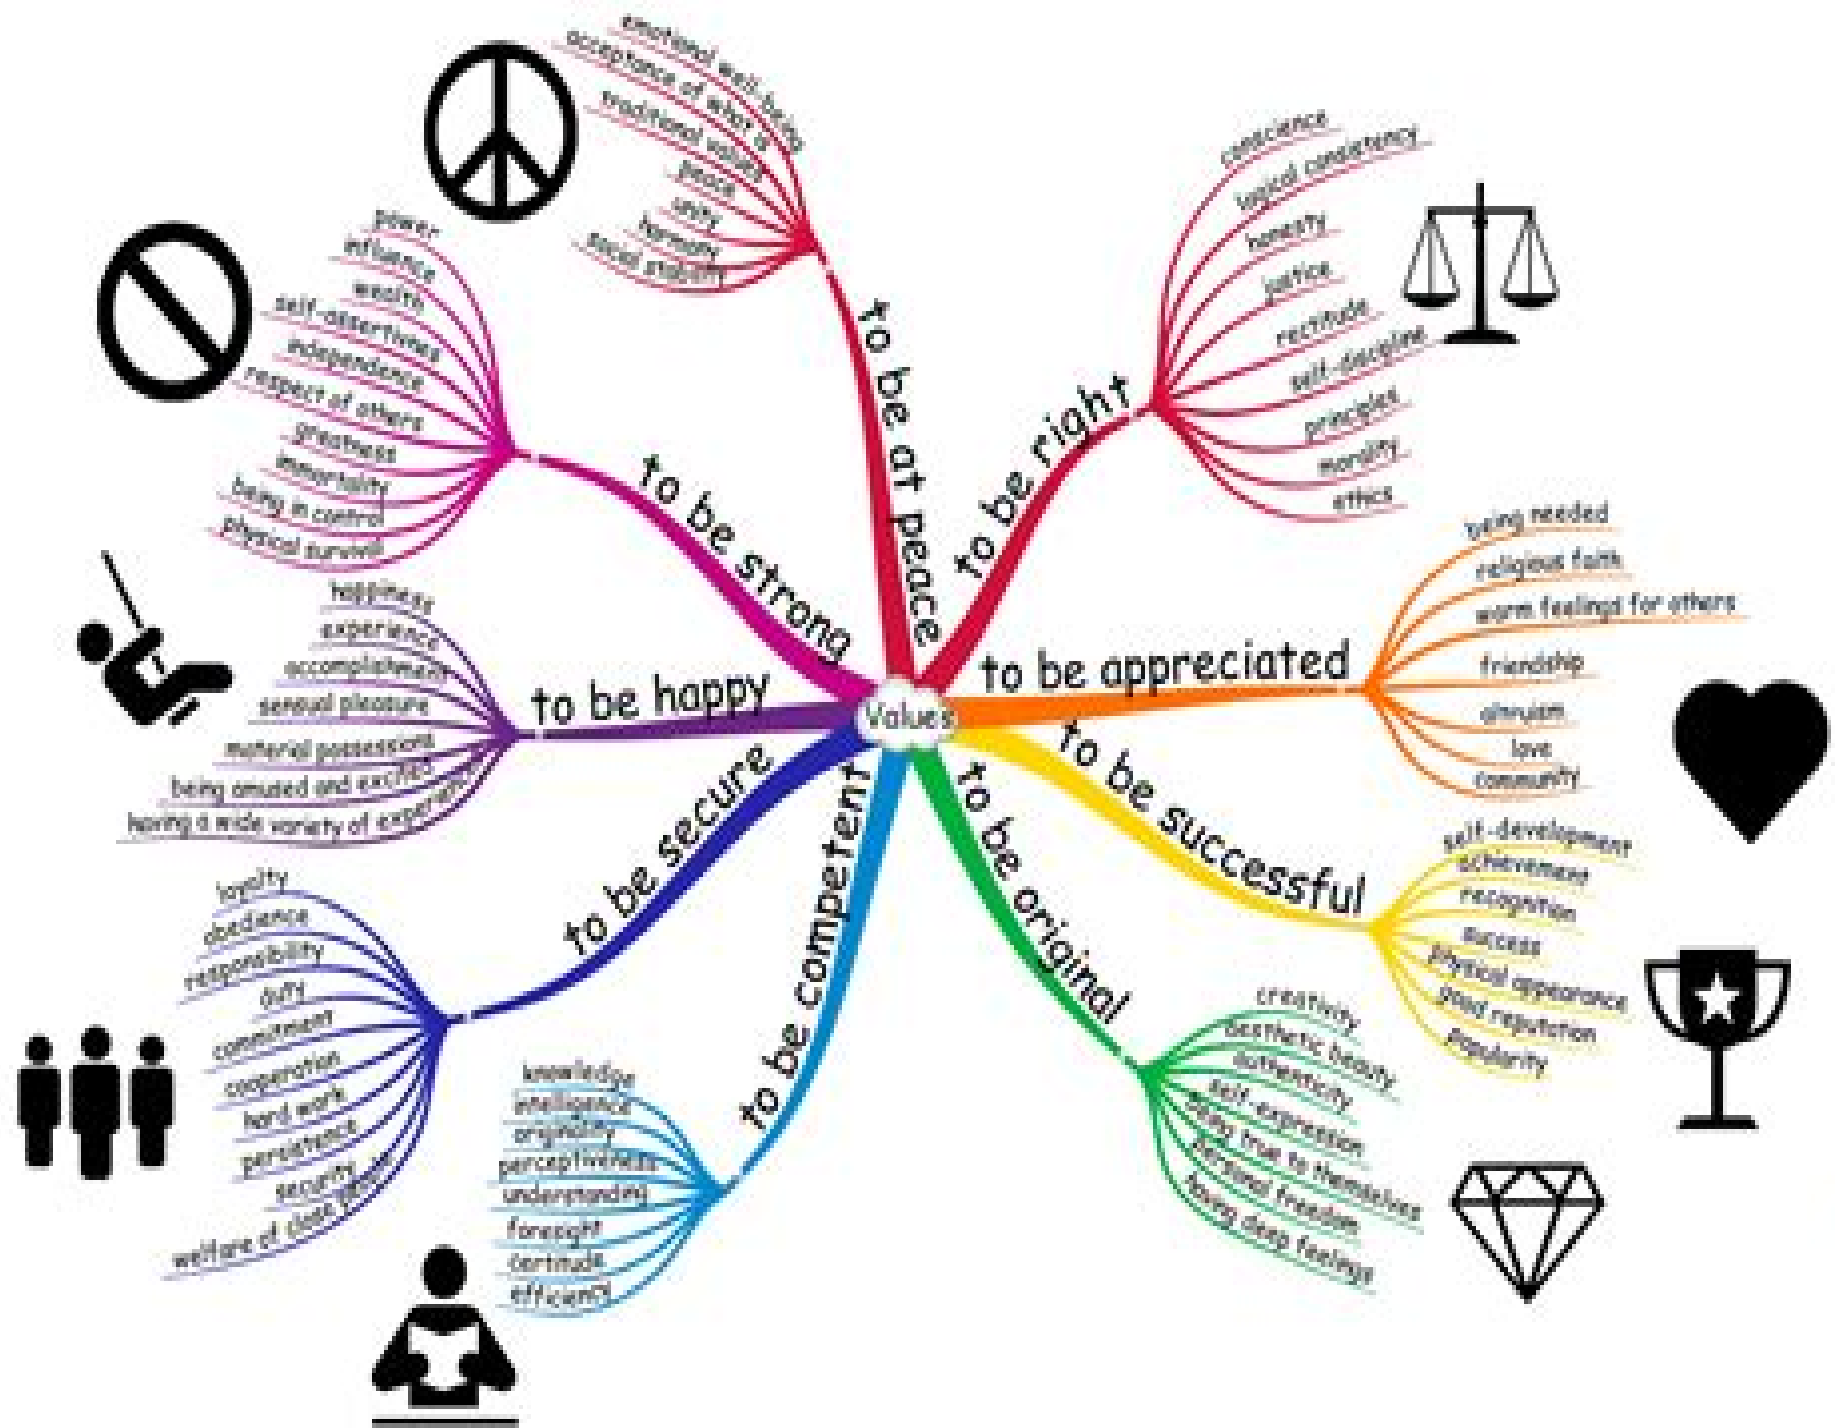 Values
to be at peace
emotional well-being
acceptance of what is
traditional values
peace
unity
harmony
social stability
to be right
conscience
logical consistency
honesty
justice
rectitude
self-discipline
principles
morality
ethics
to be appreciated
being needed
religious faith
warm feelings for others
friendship
altruism
love
community
to be successful
self-development
achievement
recognition
success
physical appearance
good reputation
popularity
to be original
creativity
aesthetic beauty
authenticity
self-expression
being true to themselves
personal freedom
having deep feelings
to be competent
knowledge
intelligence
originality
perceptiveness
understanding
foresight
certitude
efficiency
to be secure
loyalty
obedience
responsibility
duty
commitment
cooperation
hard work
persistence
security
welfare of close people
to be happy
happiness
experience
accomplishment
sensual pleasure
material possessions
being amused and excited
having a wide variety of experience
to be strong
power
influence
wealth
self-assertivnes
independence
respect of others
greatness
immortality
being in control
physical survival